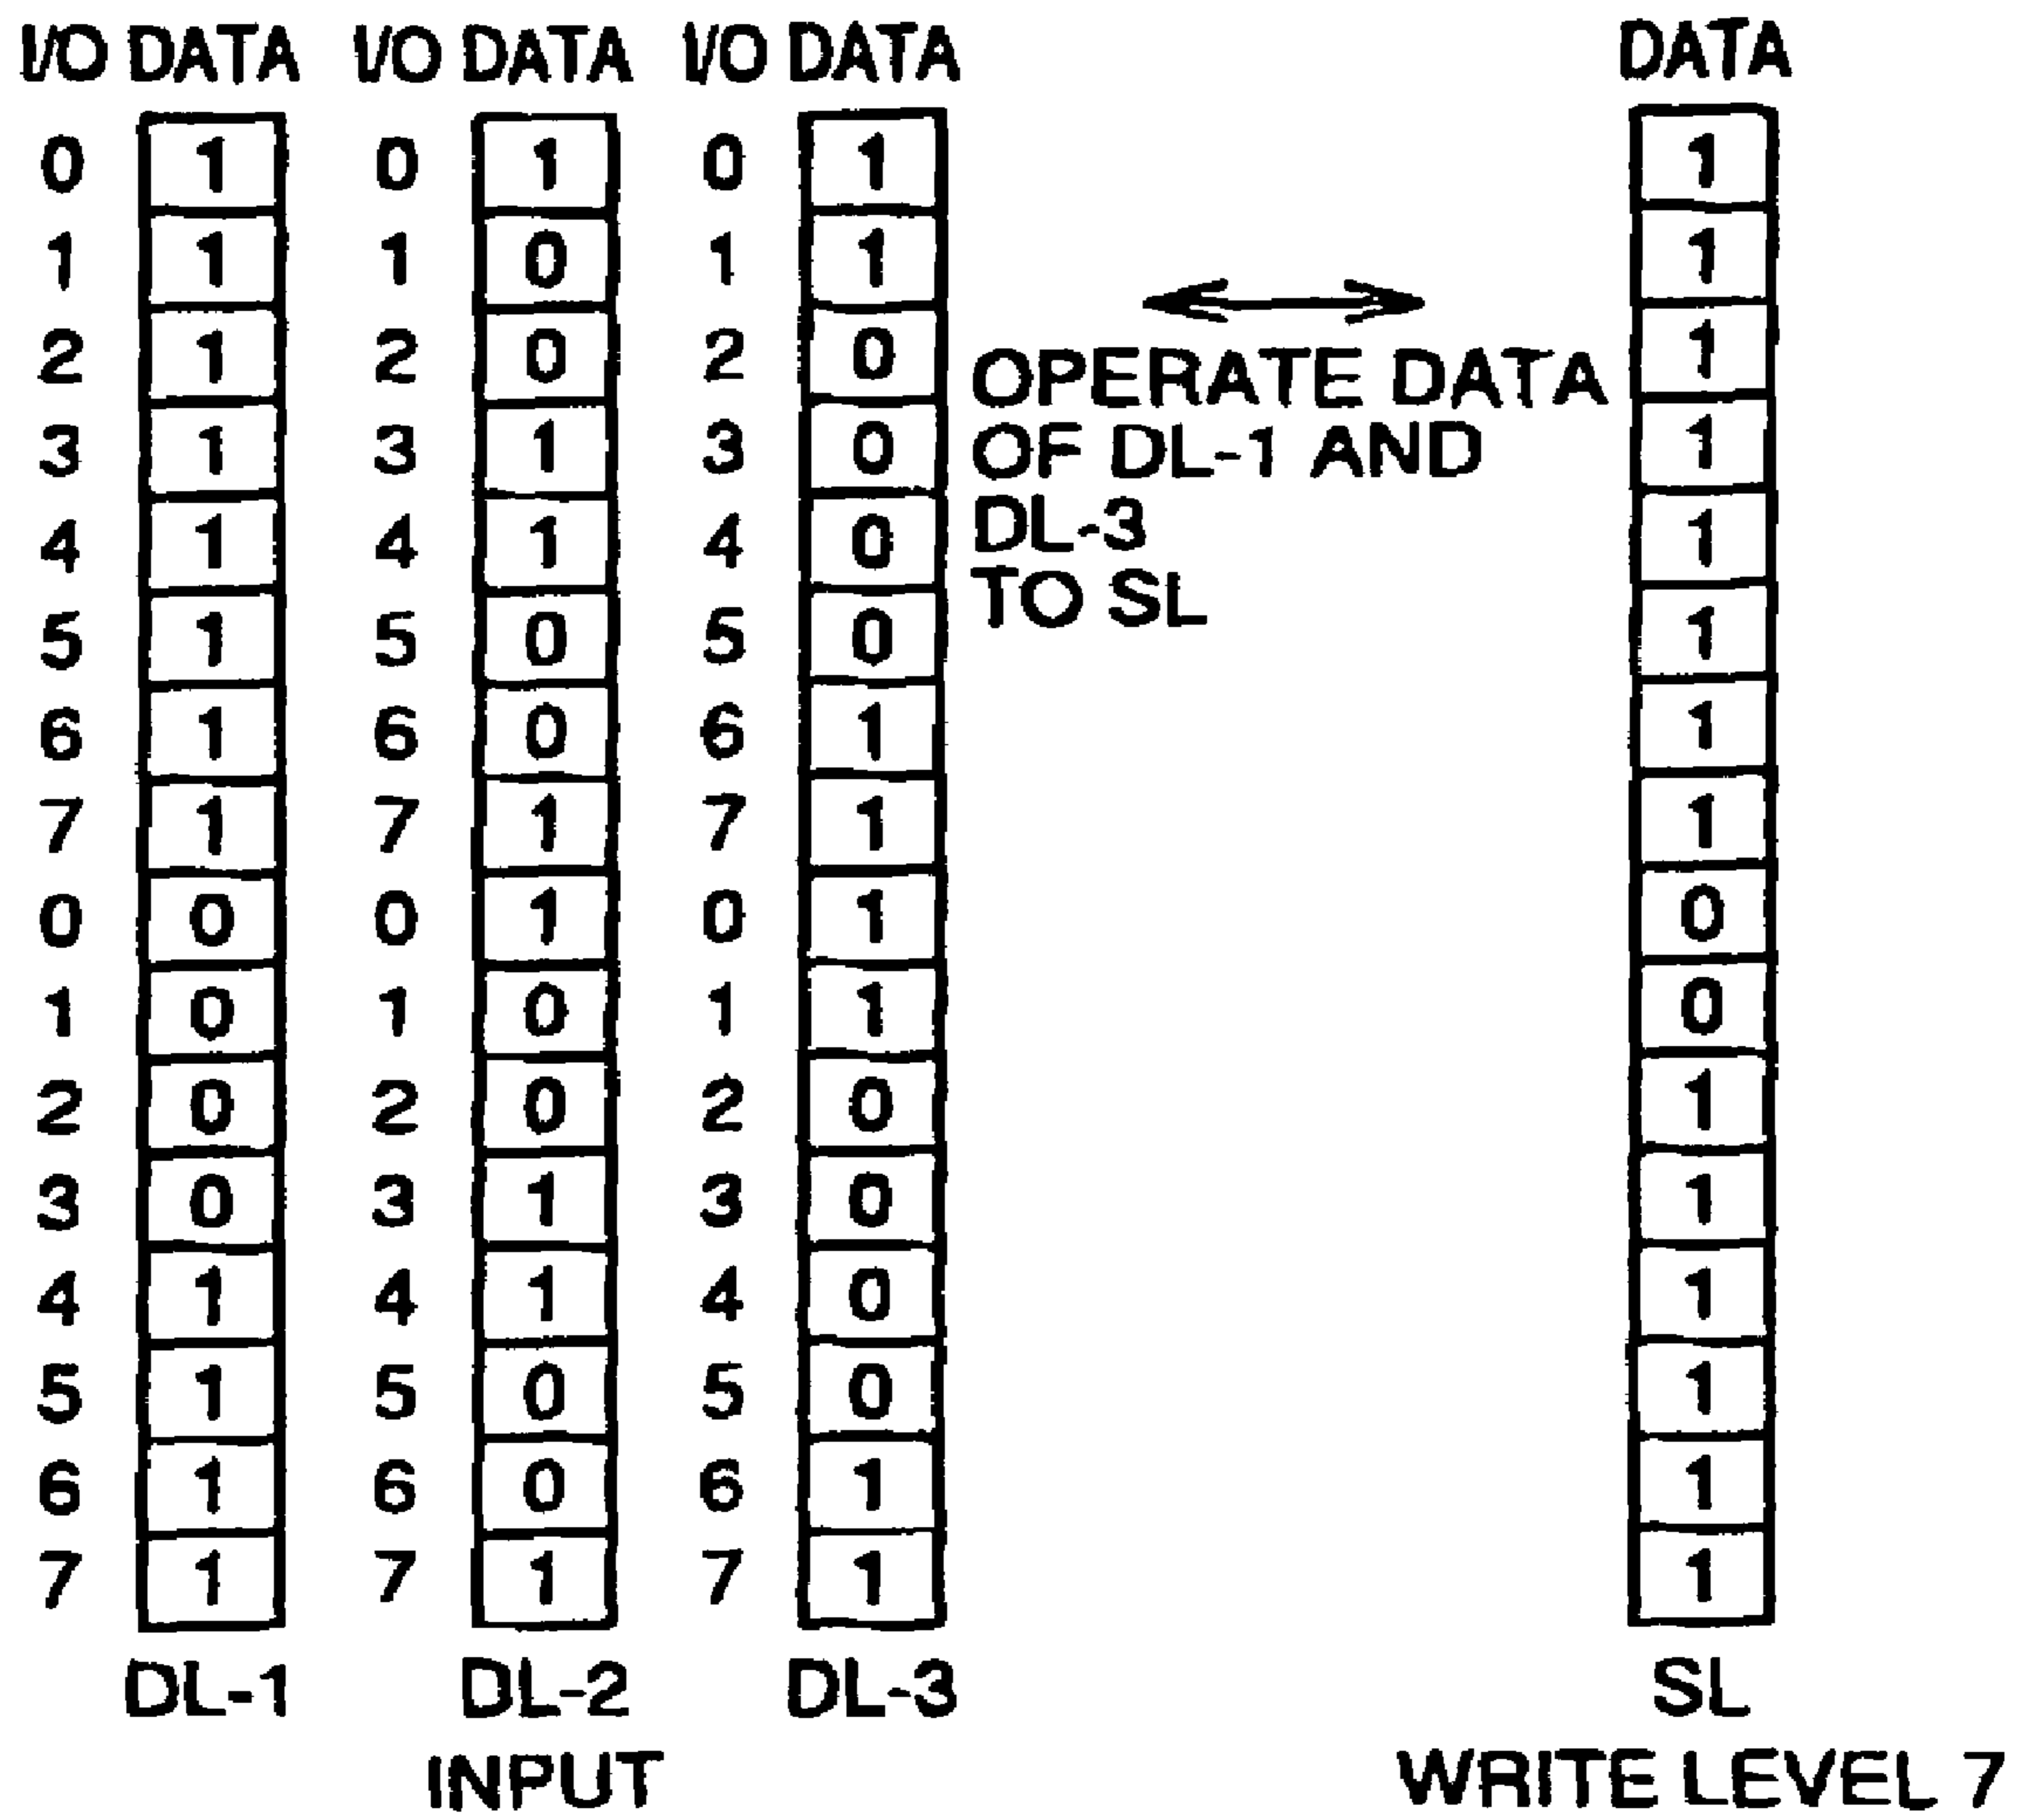 I/O DATA I/O DATA I/O DATA DATA
0 1 0 1 0 1 1
1 1 1 0 1 1 1
2 1 2 0 2 0 1
3 1 3 1 3 0 1
4 1 4 1 4 0 1
5 1 5 0 5 0 1
6 1 6 0 6 1 1
7 1 7 1 7 1 1
0 0 0 1 0 1 0
1 0 1 0 1 1 0
2 0 2 0 2 0 1
3 0 3 1 3 0 1
4 1 4 1 4 0 1
5 1 5 0 5 0 1
6 1 6 0 6 1 1
7 1 7 1 7 1 1
OPERATE DATA
OF DL-1 AND
DL-3
TO SL
DL-1 DL-2 DL-3 SL
INPUT WRITE LEVEL 7